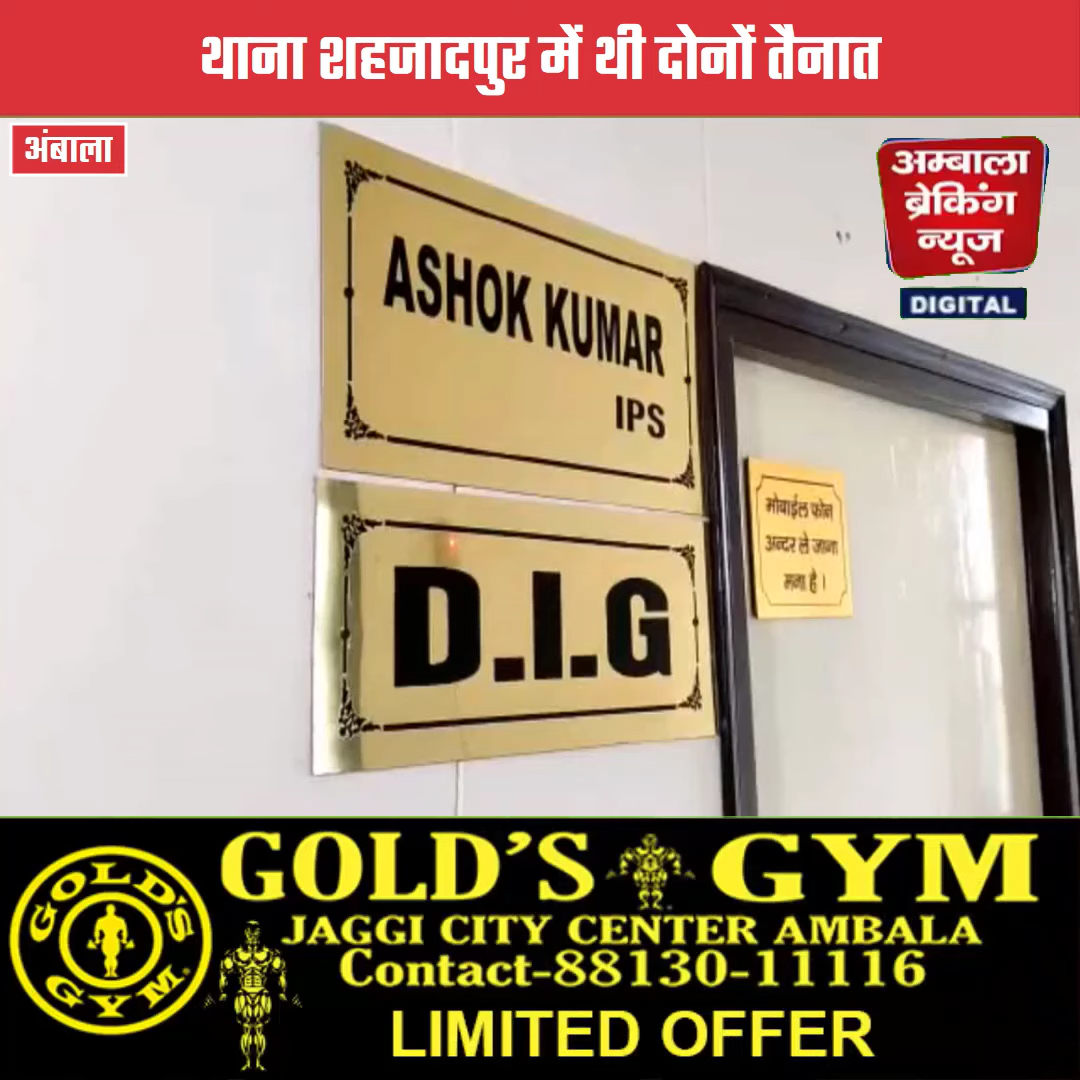 थाना शहजादपुर में थी दोनों तैनात
अंबाला
अम्बाला
ब्रेकिंग
न्यूज
DIGITAL
ASHOK KUMAR
IPS
D.I.G
मोबाईल फोन
अन्दर ले जाना
मना है।
GOLD'S GYM
GOLD'S GYM
JAGGI CITY CENTER AMBALA
Contact-88130-11116
LIMITED OFFER